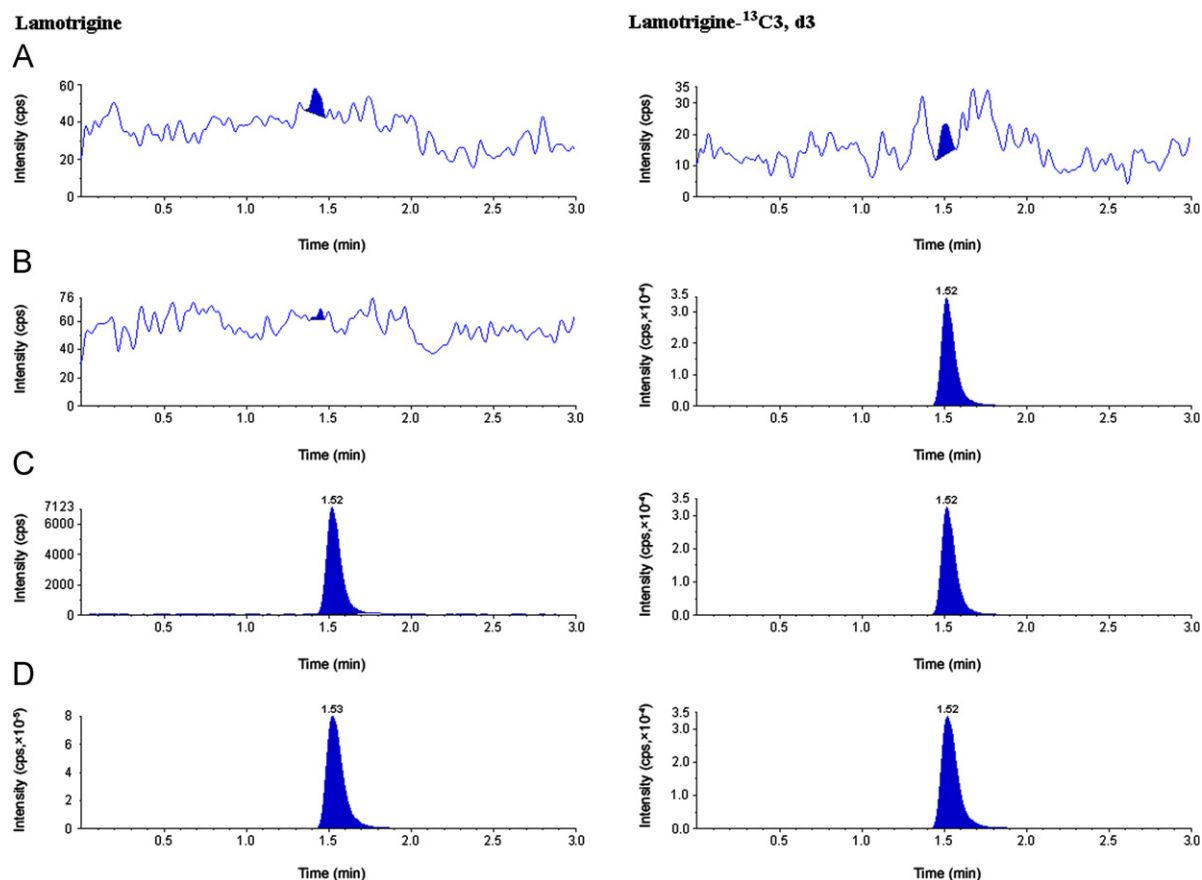 Lamotrigine
Lamotrigine-¹³C3, d3
A
Intensity (cps)
60
40
20
0
0.5 1.0 1.5 2.0 2.5 3.0
Time (min)
Intensity (cps)
35
30
20
10
0
0.5 1.0 1.5 2.0 2.5 3.0
Time (min)
B
Intensity (cps)
76
60
40
20
0
0.5 1.0 1.5 2.0 2.5 3.0
Time (min)
Intensity (cps,×10⁻⁴)
3.5
3.0
2.0
1.0
0.0
1.52
0.5 1.0 1.5 2.0 2.5 3.0
Time (min)
C
Intensity (cps)
7123
6000
4000
2000
0
1.52
0.5 1.0 1.5 2.0 2.5 3.0
Time (min)
Intensity (cps,×10⁻⁴)
3.5
3.0
2.0
1.0
0.0
1.52
0.5 1.0 1.5 2.0 2.5 3.0
Time (min)
D
Intensity (cps,×10⁻⁵)
8
6
4
2
0
1.53
0.5 1.0 1.5 2.0 2.5 3.0
Time (min)
Intensity (cps,×10⁻⁴)
3.5
3.0
2.0
1.0
0.0
1.52
0.5 1.0 1.5 2.0 2.5 3.0
Time (min)